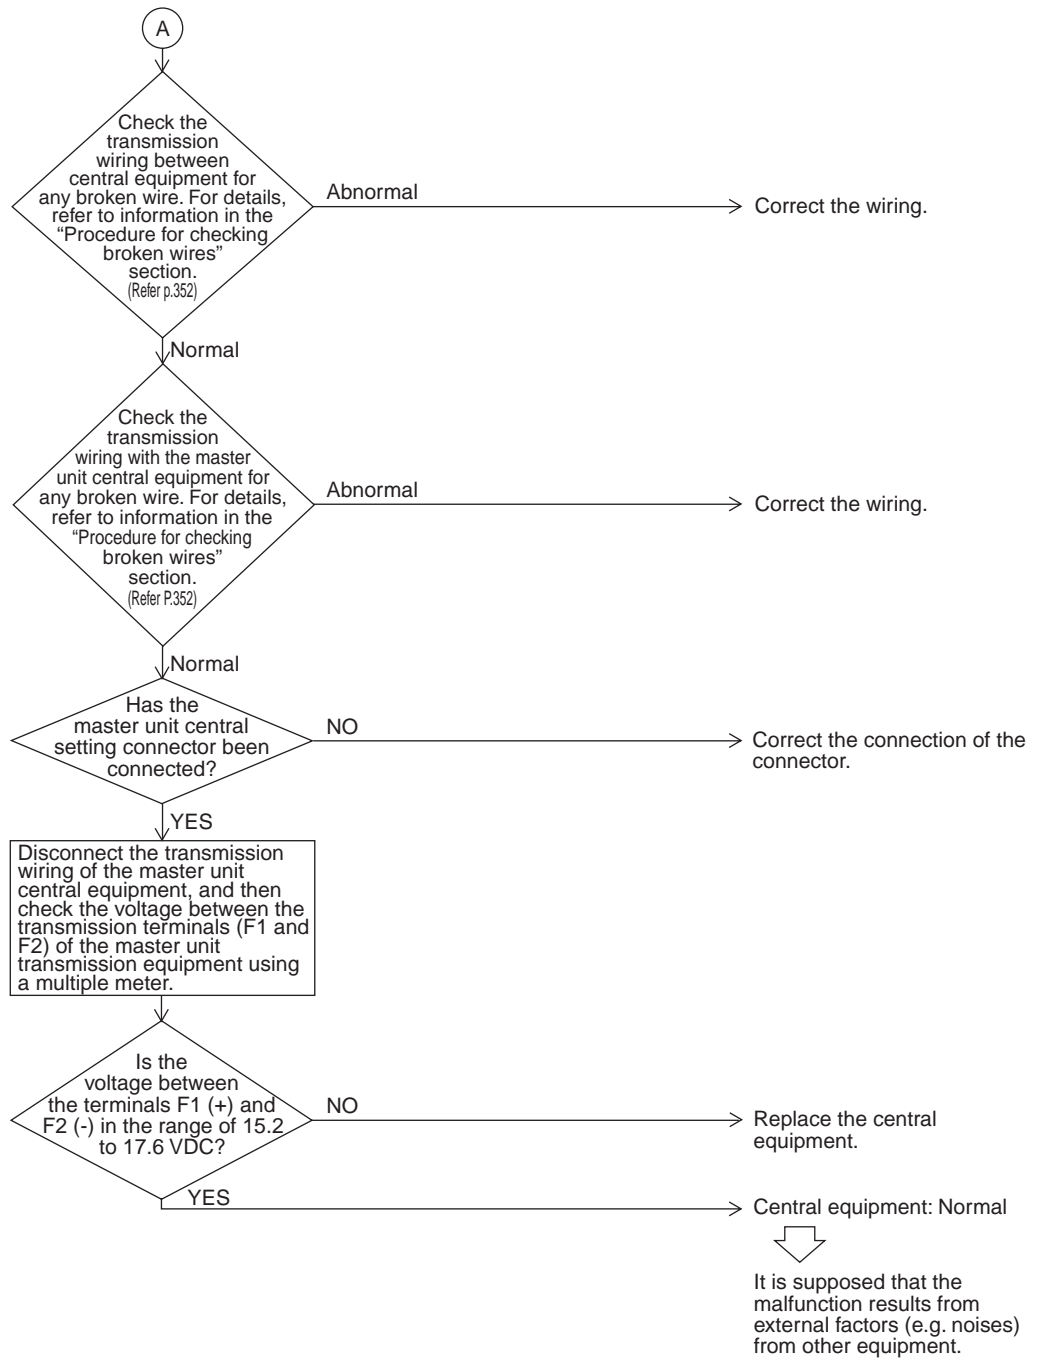 A
Check the
transmission
wiring between
central equipment for
any broken wire. For details,
refer to information in the
“Procedure for checking
broken wires”
section.
(Refer p.352)
Abnormal
Correct the wiring.
Normal
Check the
transmission
wiring with the master
unit central equipment for
any broken wire. For details,
refer to information in the
“Procedure for checking
broken wires”
section.
(Refer P.352)
Abnormal
Correct the wiring.
Normal
Has the
master unit central
setting connector been
connected?
NO
Correct the connection of the
connector.
YES
Disconnect the transmission
wiring of the master unit
central equipment, and then
check the voltage between the
transmission terminals (F1 and
F2) of the master unit
transmission equipment using
a multiple meter.
Is the
voltage between
the terminals F1 (+) and
F2 (-) in the range of 15.2
to 17.6 VDC?
NO
Replace the central
equipment.
YES
Central equipment: Normal
It is supposed that the
malfunction results from
external factors (e.g. noises)
from other equipment.